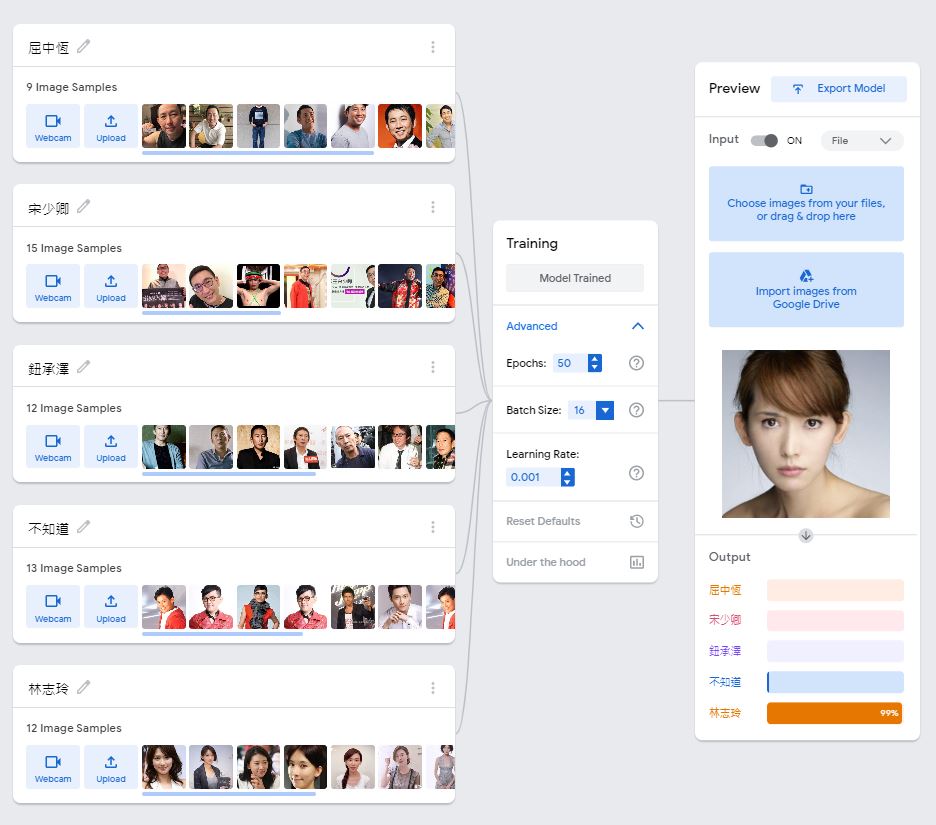 屈中恆
9 Image Samples
Webcam
Upload
宋少卿
15 Image Samples
Webcam
Upload
鈕承澤
12 Image Samples
Webcam
Upload
不知道
13 Image Samples
Webcam
Upload
林志玲
12 Image Samples
Webcam
Upload
Training
Model Trained
Advanced
Epochs: 50
Batch Size: 16
Learning Rate:
0.001
Reset Defaults
Under the hood
Preview
Export Model
Input ON File
Choose images from your files,
or drag & drop here
Import images from
Google Drive
Output
屈中恆
宋少卿
鈕承澤
不知道
林志玲 99%